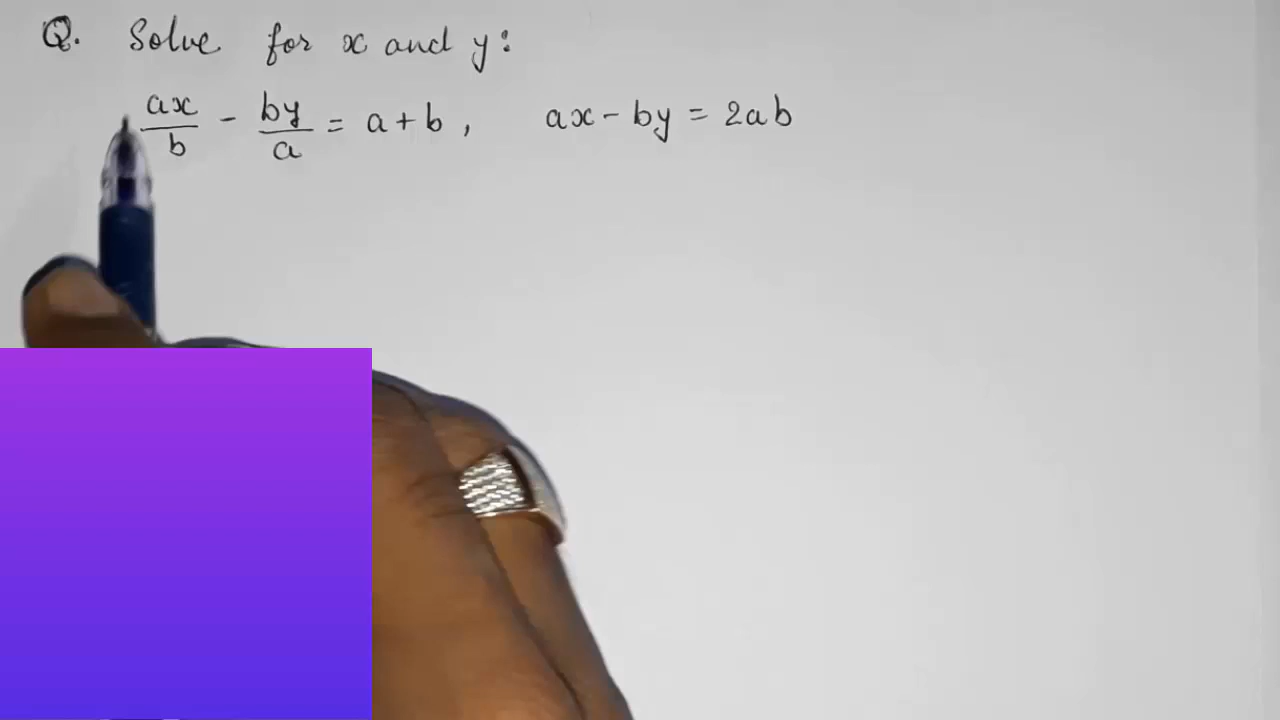 Q. Solve for x and y:
ax/b - by/a = a+b, ax-by = 2ab